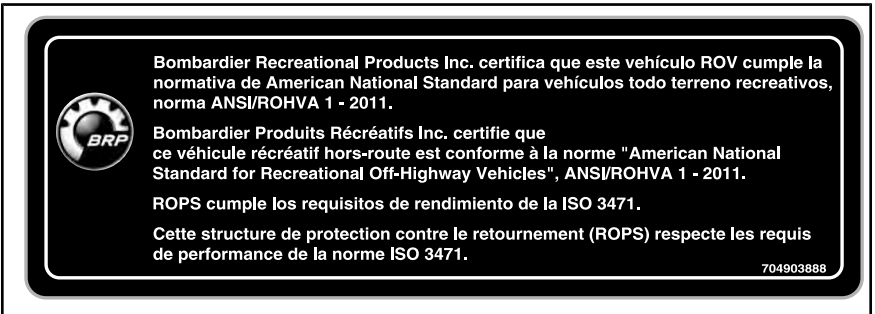 Bombardier Recreational Products Inc. certifica que este vehículo ROV cumple la
normativa de American National Standard para vehículos todo terreno recreativos,
norma ANSI/ROHVA 1 - 2011.
Bombardier Produits Récréatifs Inc. certifie que
ce véhicule récréatif hors-route est conforme à la norme "American National
Standard for Recreational Off-Highway Vehicles", ANSI/ROHVA 1 - 2011.
BRP
ROPS cumple los requisitos de rendimiento de la ISO 3471.
Cette structure de protection contre le retournement (ROPS) respecte les requis
de performance de la norme ISO 3471.
704903888